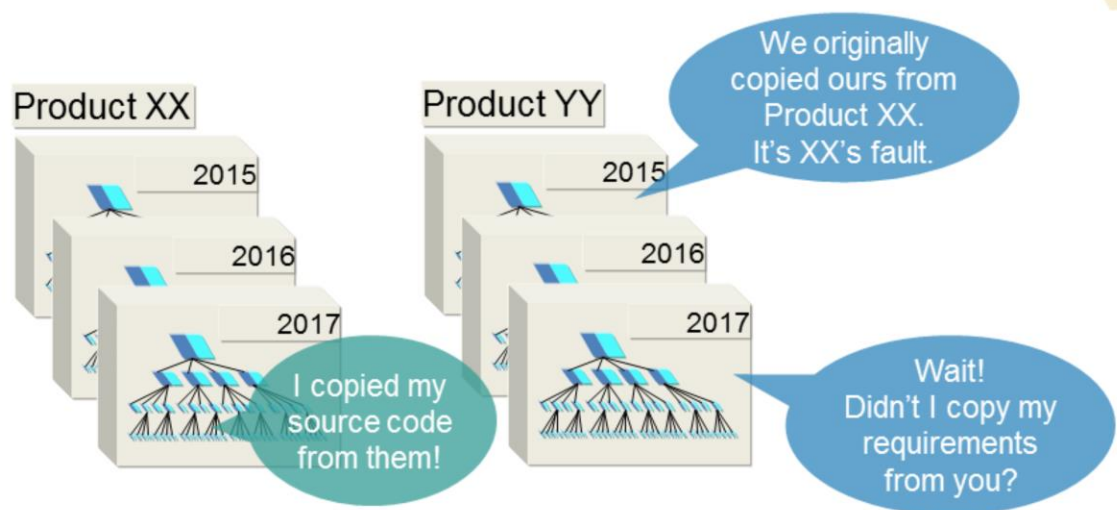 Product XX
2015
2016
2017
I copied my
source code
from them!
Product YY
We originally
copied ours from
Product XX.
It's XX's fault.
2015
2016
2017
Wait!
Didn't I copy my
requirements
from you?